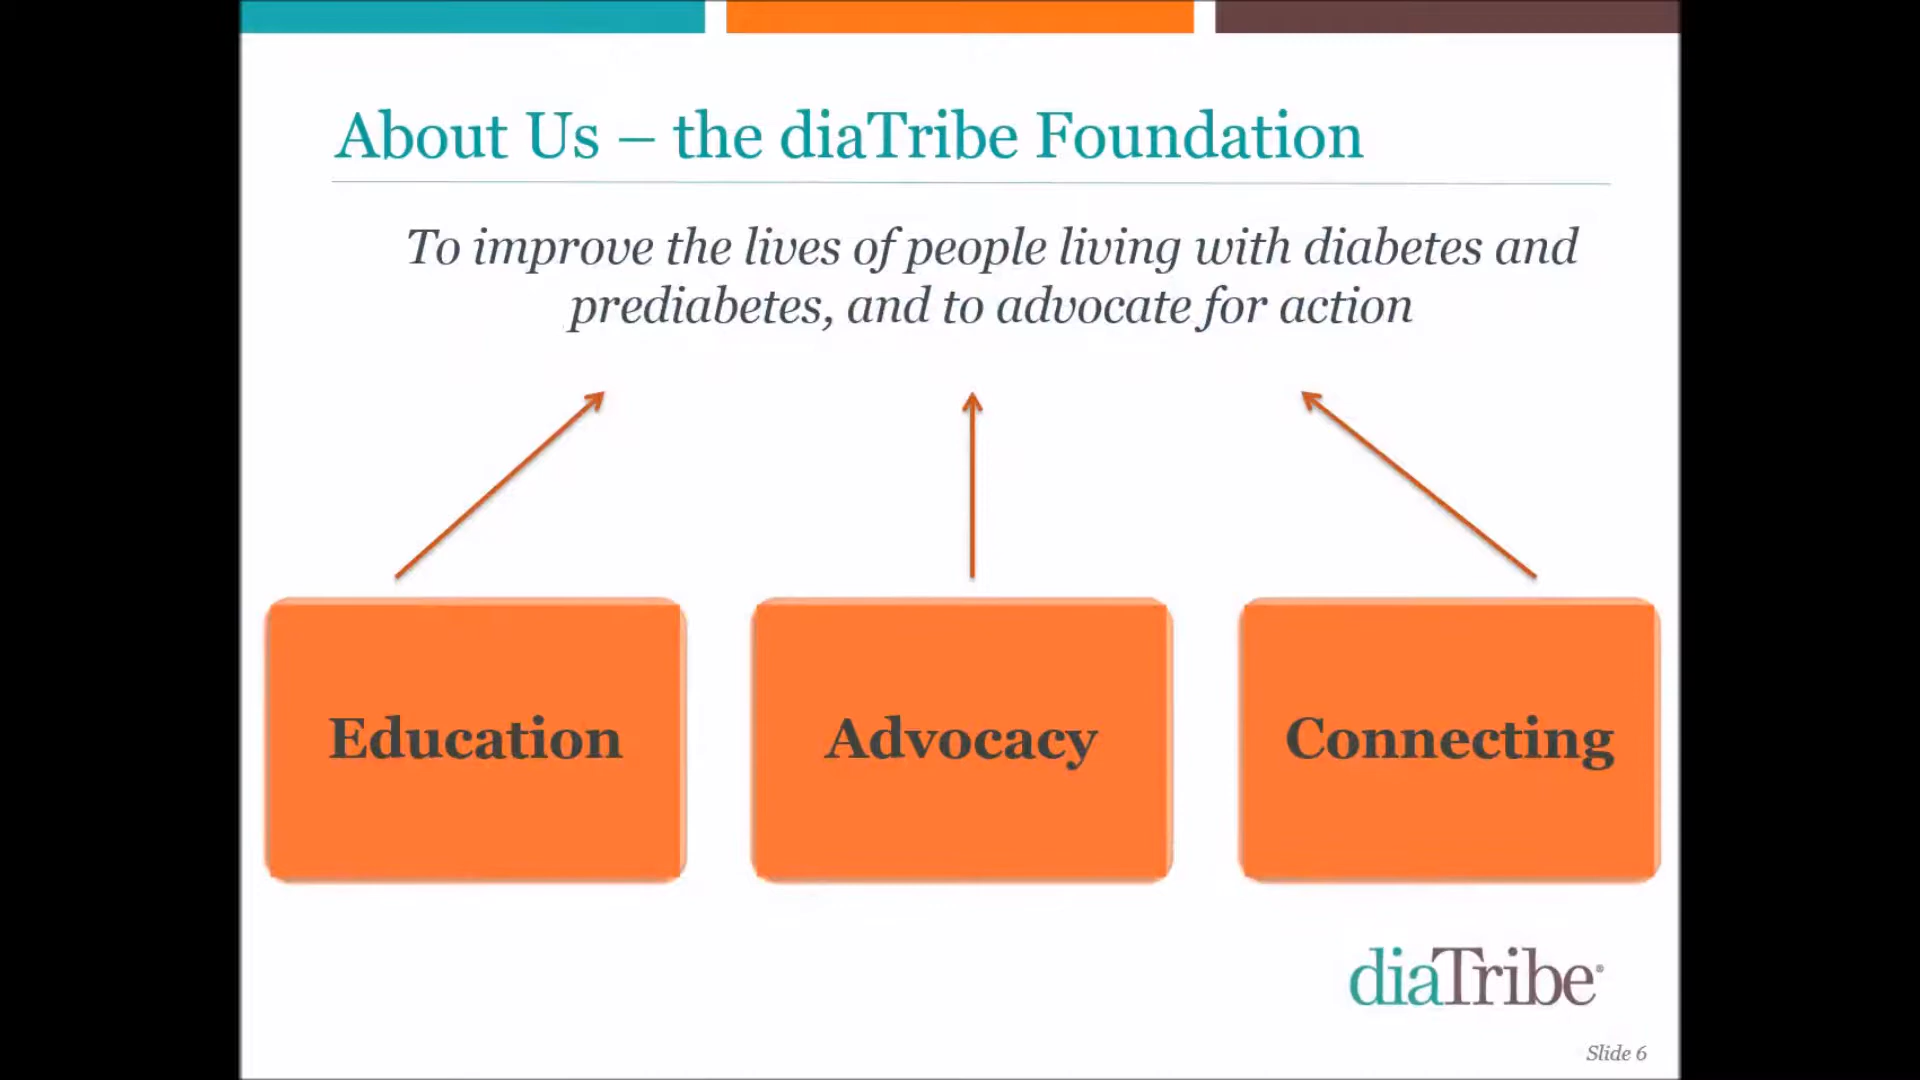 About Us – the diaTribe Foundation
To improve the lives of people living with diabetes and
prediabetes, and to advocate for action
Education
Advocacy
Connecting
diaTribe®
Slide 6